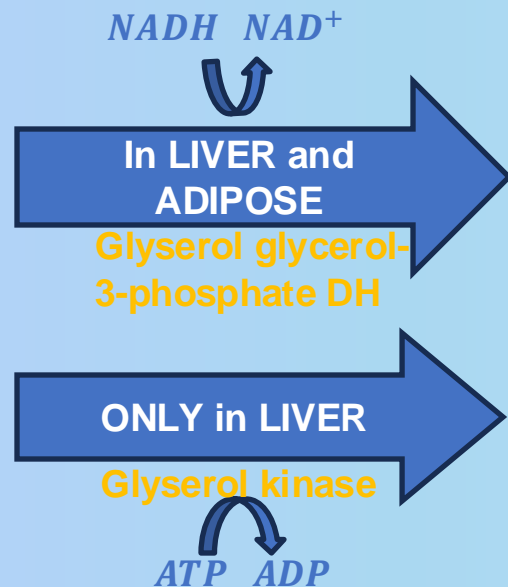 NADH NAD⁺
In LIVER and
ADIPOSE
Glyserol glycerol-
3-phosphate DH
ONLY in LIVER
Glyserol kinase
ATP ADP